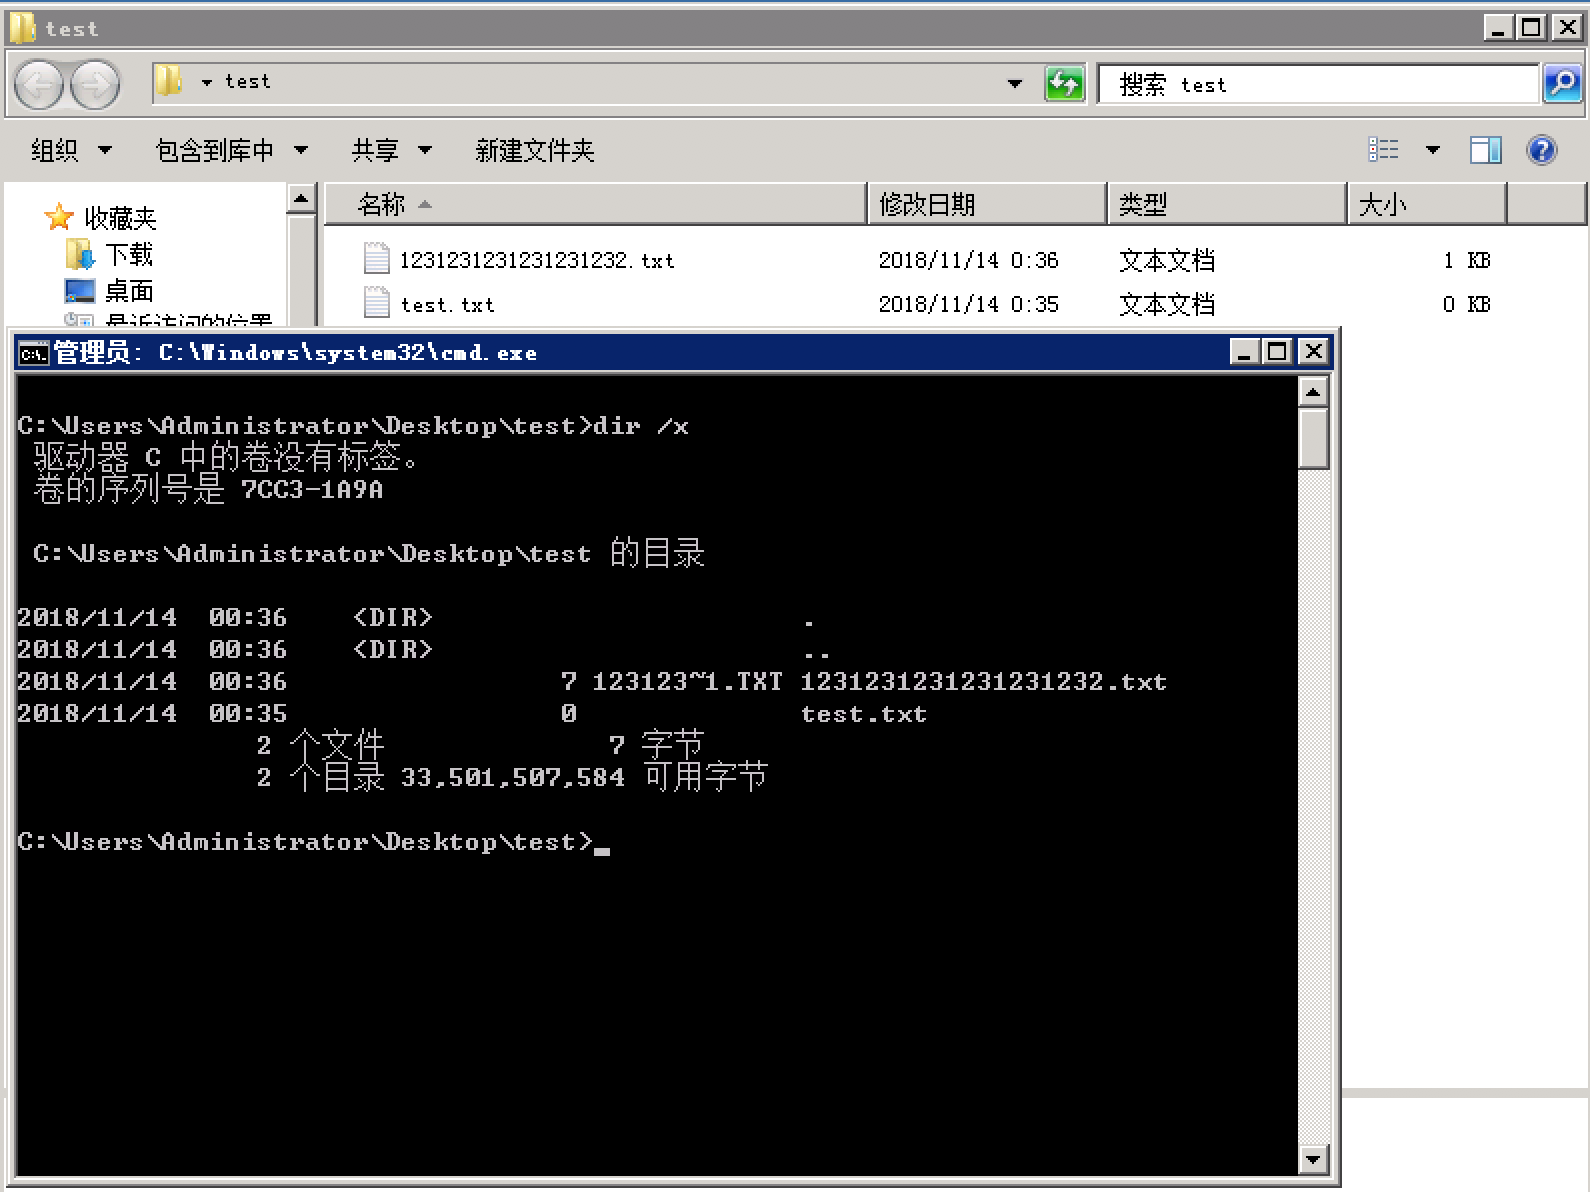 test
test
搜索 test
组织 包含到库中 共享 新建文件夹
名称 修改日期 类型 大小
收藏夹
下载
桌面
最近访问的位置
1231231231231231232.txt 2018/11/14 0:36 文本文档 1 KB
test.txt 2018/11/14 0:35 文本文档 0 KB
管理员: C:\Windows\system32\cmd.exe
C:\Users\Administrator\Desktop\test>dir /x
驱动器 C 中的卷没有标签。
卷的序列号是 7CC3-1A9A
C:\Users\Administrator\Desktop\test 的目录
2018/11/14 00:36 <DIR> .
2018/11/14 00:36 <DIR> ..
2018/11/14 00:36 7 123123~1.TXT 1231231231231231232.txt
2018/11/14 00:35 0 test.txt
2 个文件 7 字节
2 个目录 33,501,507,584 可用字节
C:\Users\Administrator\Desktop\test>_